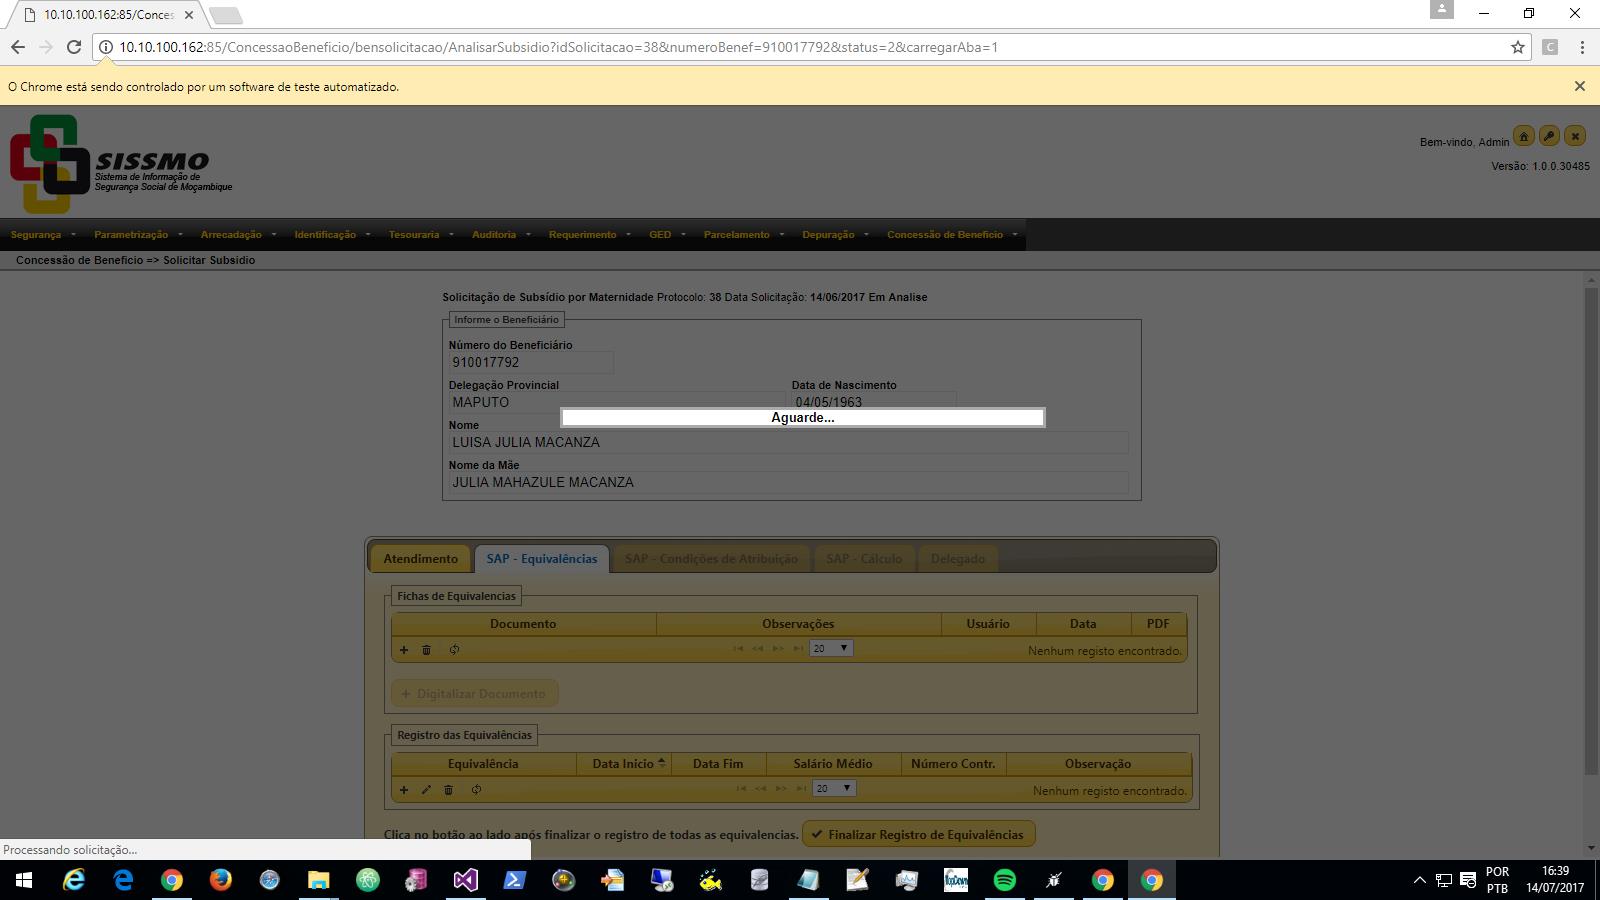 10.10.100.162:85/Conces
10.10.100.162:85/ConcessaoBeneficio/bensolicitacao/AnalisarSubsidio?idSolicitacao=38&numeroBenef=910017792&status=2&carregarAba=1
C
O Chrome está sendo controlado por um software de teste automatizado.
SISSMO
Sistema de Informação de
Segurança Social de Moçambique
Bem-vindo, Admin
Versão: 1.0.0.30485
Segurança Parametrização Arrecadação Identificação Tesouraria Auditoria Requerimento GED Parcelamento Depuração Concessão de Benefício
Concessão de Benefício => Solicitar Subsídio
Solicitação de Subsídio por Maternidade Protocolo: 38 Data Solicitação: 14/06/2017 Em Analise
Informe o Beneficiário
Número do Beneficiário
910017792
Delegação Provincial Data de Nascimento
MAPUTO 04/05/1963
Aguarde...
Nome
LUISA JULIA MACANZA
Nome da Mãe
JULIA MAHAZULE MACANZA
Atendimento SAP - Equivalências SAP - Condições de Atribuição SAP - Cálculo Delegado
Fichas de Equivalencias
Documento Observações Usuário Data PDF
20 Nenhum registo encontrado.
+ Digitalizar Documento
Registro das Equivalências
Equivalência Data Inicio Data Fim Salário Médio Número Contr. Observação
20 Nenhum registo encontrado.
Clica no botão ao lado após finalizar o registro de todas as equivalencias. Finalizar Registro de Equivalências
Processando solicitação...
POR 16:39
PTB 14/07/2017